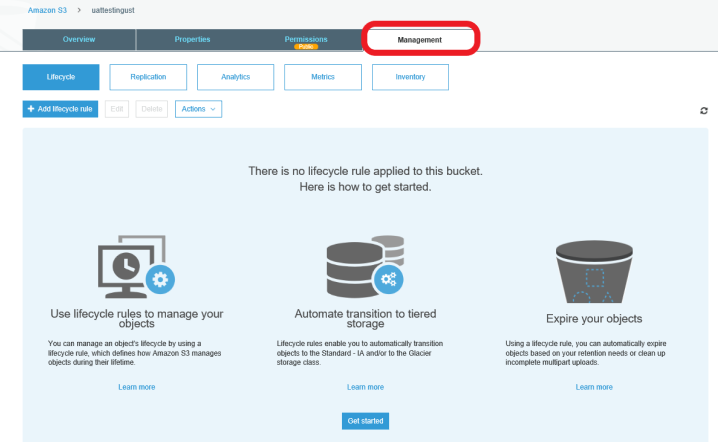 Amazon S3 > uattestingust
Overview Properties Permissions Management
Public
Lifecycle Replication Analytics Metrics Inventory
+ Add lifecycle rule Edit Delete Actions
There is no lifecycle rule applied to this bucket.
Here is how to get started.
Use lifecycle rules to manage your
objects
You can manage an object's lifecycle by using a
lifecycle rule, which defines how Amazon S3 manages
objects during their lifetime.
Learn more
Automate transition to tiered
storage
Lifecycle rules enable you to automatically transition
objects to the Standard - IA and/or to the Glacier
storage class.
Learn more
Expire your objects
Using a lifecycle rule, you can automatically expire
objects based on your retention needs or clean up
incomplete multipart uploads.
Learn more
Get started